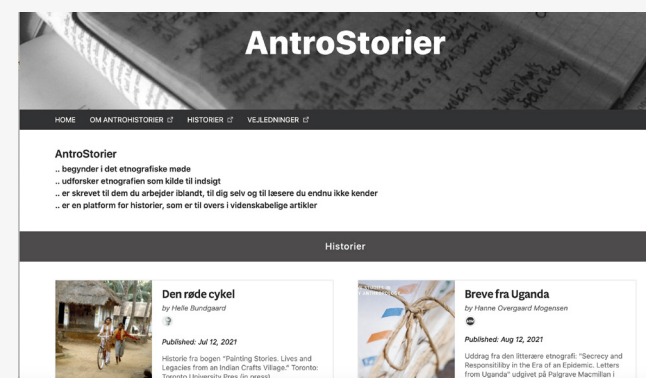 AntroStorier
HOME OM ANTROHISTORIER HISTORIER VEJLEDNINGER
AntroStorier
.. begynder i det etnografiske møde
.. udforsker etnografien som kilde til indsigt
.. er skrevet til dem du arbejder iblandt, til dig selv og til læsere du endnu ikke kender
.. er en platform for historier, som er til overs i videnskabelige artikler
Historier
Den røde cykel
by Helle Bundgaard
Published: Jul 12, 2021
Historie fra bogen "Painting Stories. Lives and
Legacies from an Indian Crafts Village." Toronto:
Toronto University Pres (in press)
Breve fra Uganda
by Hanne Overgaard Mogensen
Published: Aug 12, 2021
Uddrag fra den litterære etnografi: "Secrecy and
Responsitiliby in the Era of an Epidemic. Letters
from Uganda" udgivet på Palgrave Macmillan i